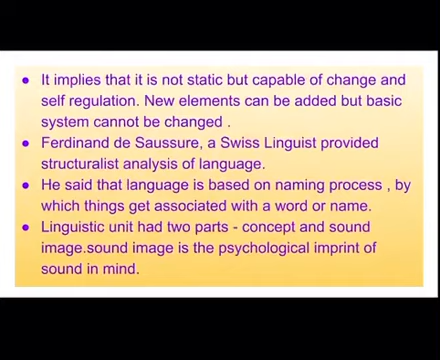 ● It implies that it is not static but capable of change and
self regulation. New elements can be added but basic
system cannot be changed .
● Ferdinand de Saussure, a Swiss Linguist provided
structuralist analysis of language.
● He said that language is based on naming process , by
which things get associated with a word or name.
● Linguistic unit had two parts - concept and sound
image.sound image is the psychological imprint of
sound in mind.